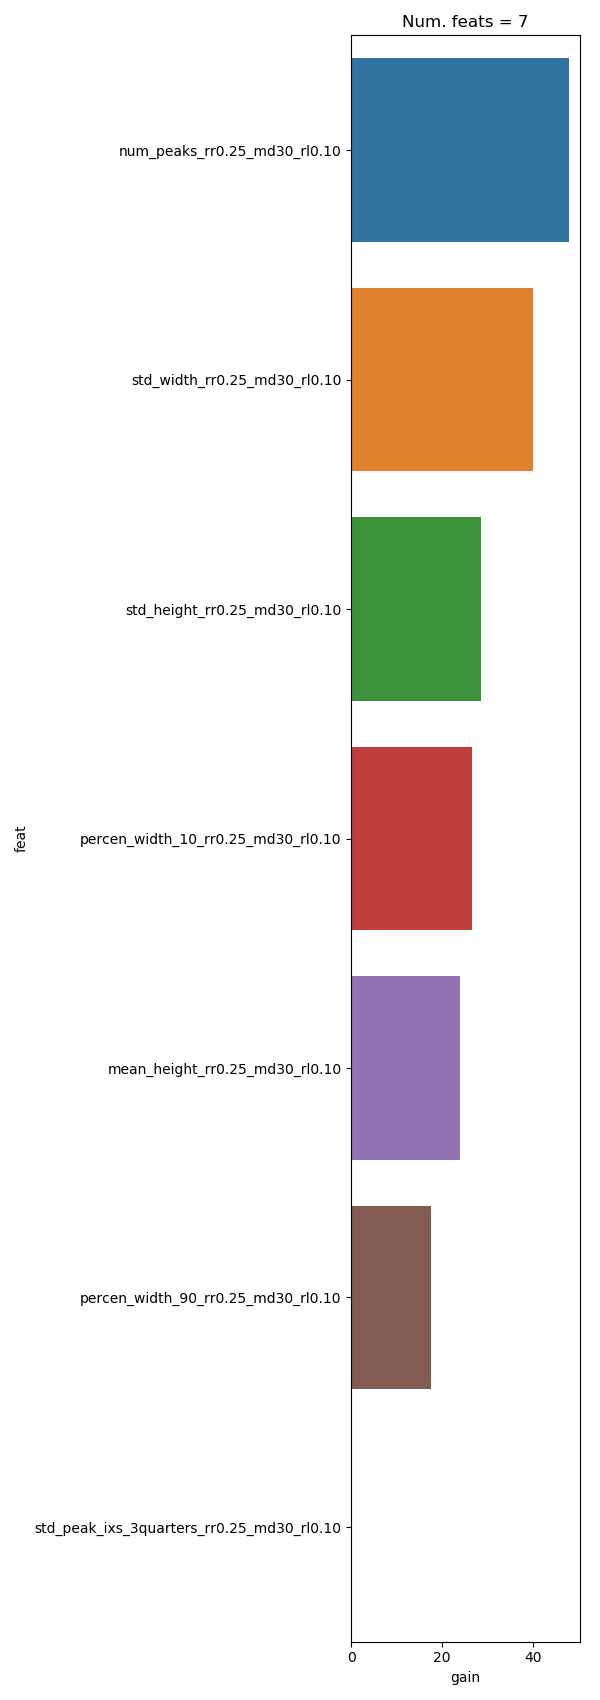 Num. feats = 7
num_peaks_rr0.25_md30_rl0.10
std_width_rr0.25_md30_rl0.10
std_height_rr0.25_md30_rl0.10
percen_width_10_rr0.25_md30_rl0.10
feat
mean_height_rr0.25_md30_rl0.10
percen_width_90_rr0.25_md30_rl0.10
std_peak_ixs_3quarters_rr0.25_md30_rl0.10
0 20 40
gain